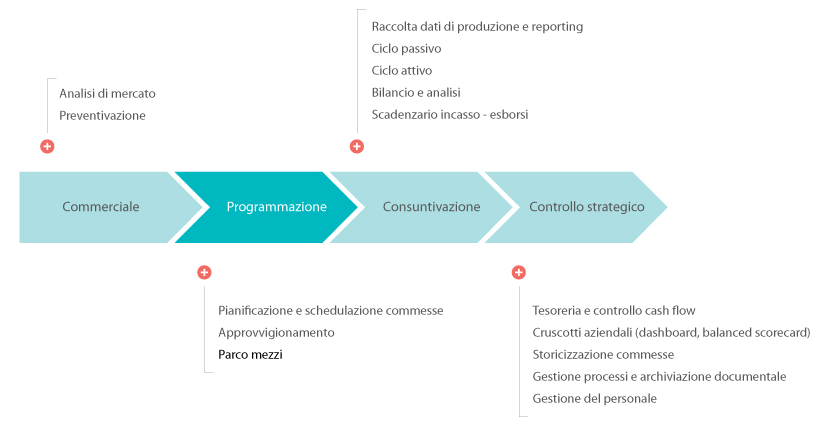 Raccolta dati di produzione e reporting
Ciclo passivo
Ciclo attivo
Bilancio e analisi
Scadenzario incasso - esborsi
Analisi di mercato
Preventivazione
Commerciale
Programmazione
Consuntivazione
Controllo strategico
Pianificazione e schedulazione commesse
Approvvigionamento
Parco mezzi
Tesoreria e controllo cash flow
Cruscotti aziendali (dashboard, balanced scorecard)
Storicizzazione commesse
Gestione processi e archiviazione documentale
Gestione del personale